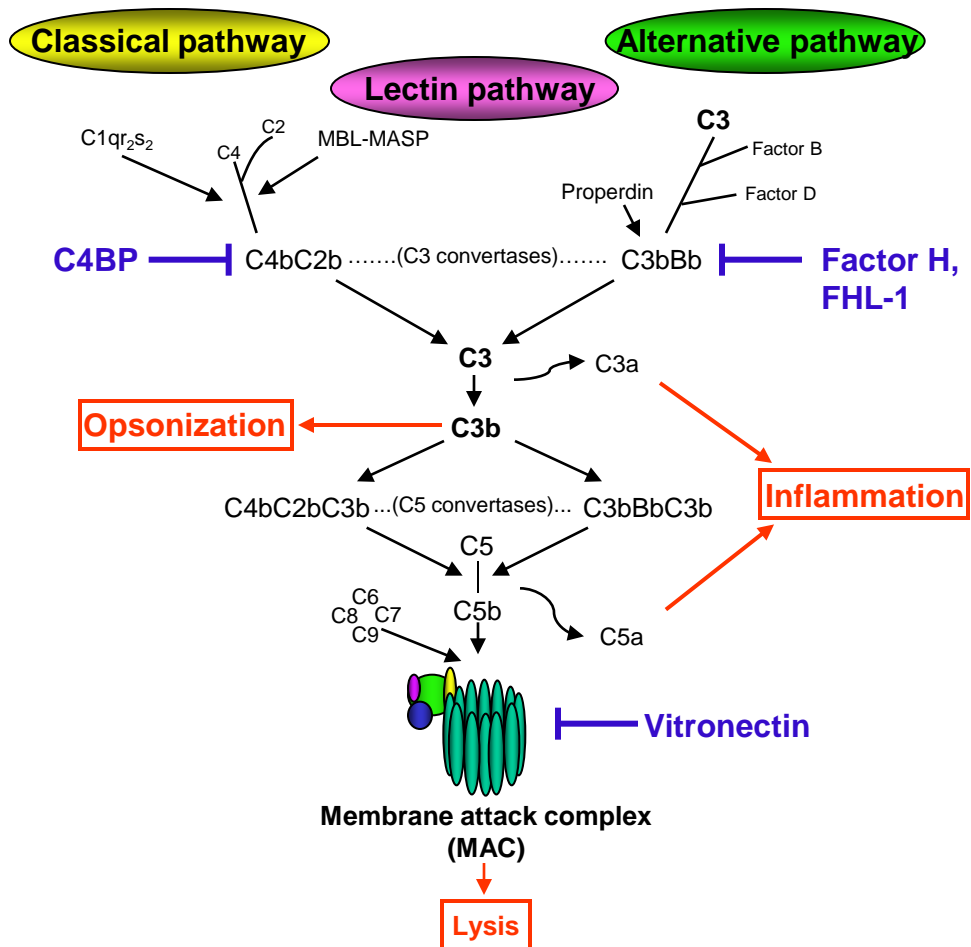 Classical pathway
Alternative pathway
Lectin pathway
C1qr₂s₂
C2
C4
MBL-MASP
C3
Factor B
Factor D
Properdin
C4BP
C4bC2b
.......(C3 convertases).......
C3bBb
Factor H,
FHL-1
C3
C3a
Opsonization
C3b
Inflammation
C4bC2bC3b
...(C5 convertases)...
C3bBbC3b
C5
C6
C8
C7
C9
C5b
C5a
Vitronectin
Membrane attack complex
(MAC)
Lysis